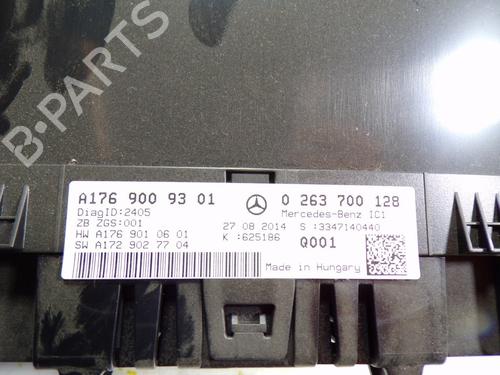 A176 900 93 01 0 263 700 128
DiagID:2405 Mercedes-Benz IC1
ZB ZGS:001 27 08 2014 S :3347140440
HW A176 901 06 01 K :625186 Q001
SW A172 902 77 04
Made in Hungary
B-PARTS